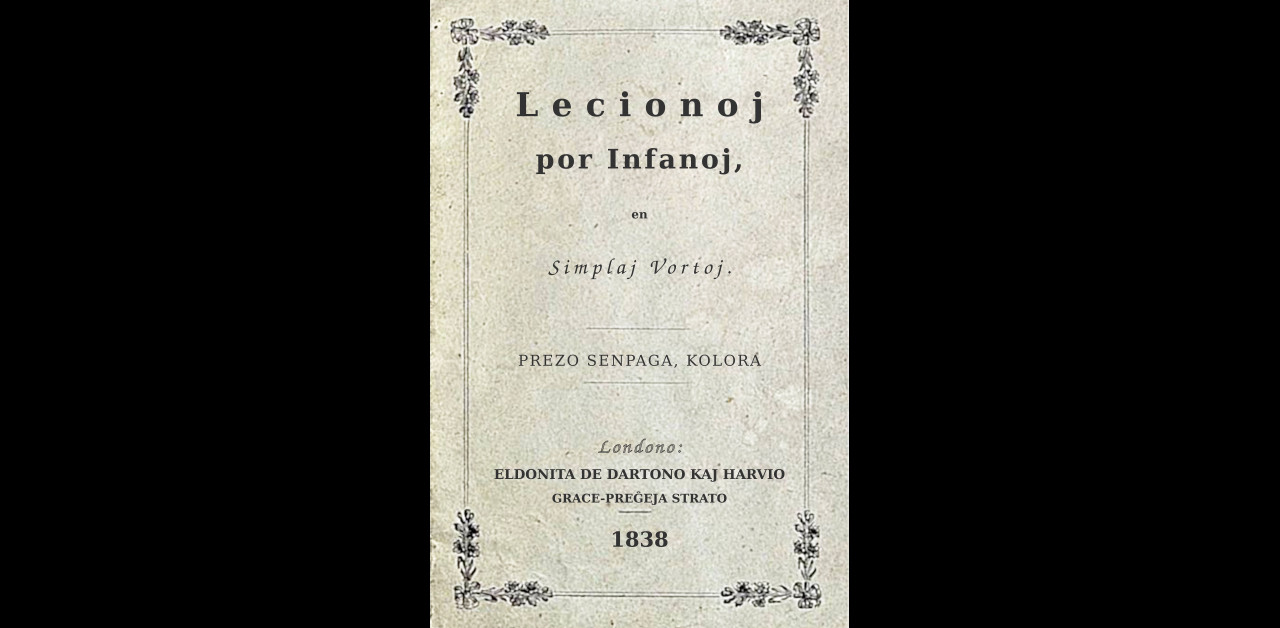 Lecionoj
por Infanoj,
en
Simplaj Vortoj.
PREZO SENPAGA, KOLORA
Londono:
ELDONITA DE DARTONO KAJ HARVIO
GRACE-PREĜEJA STRATO
1838